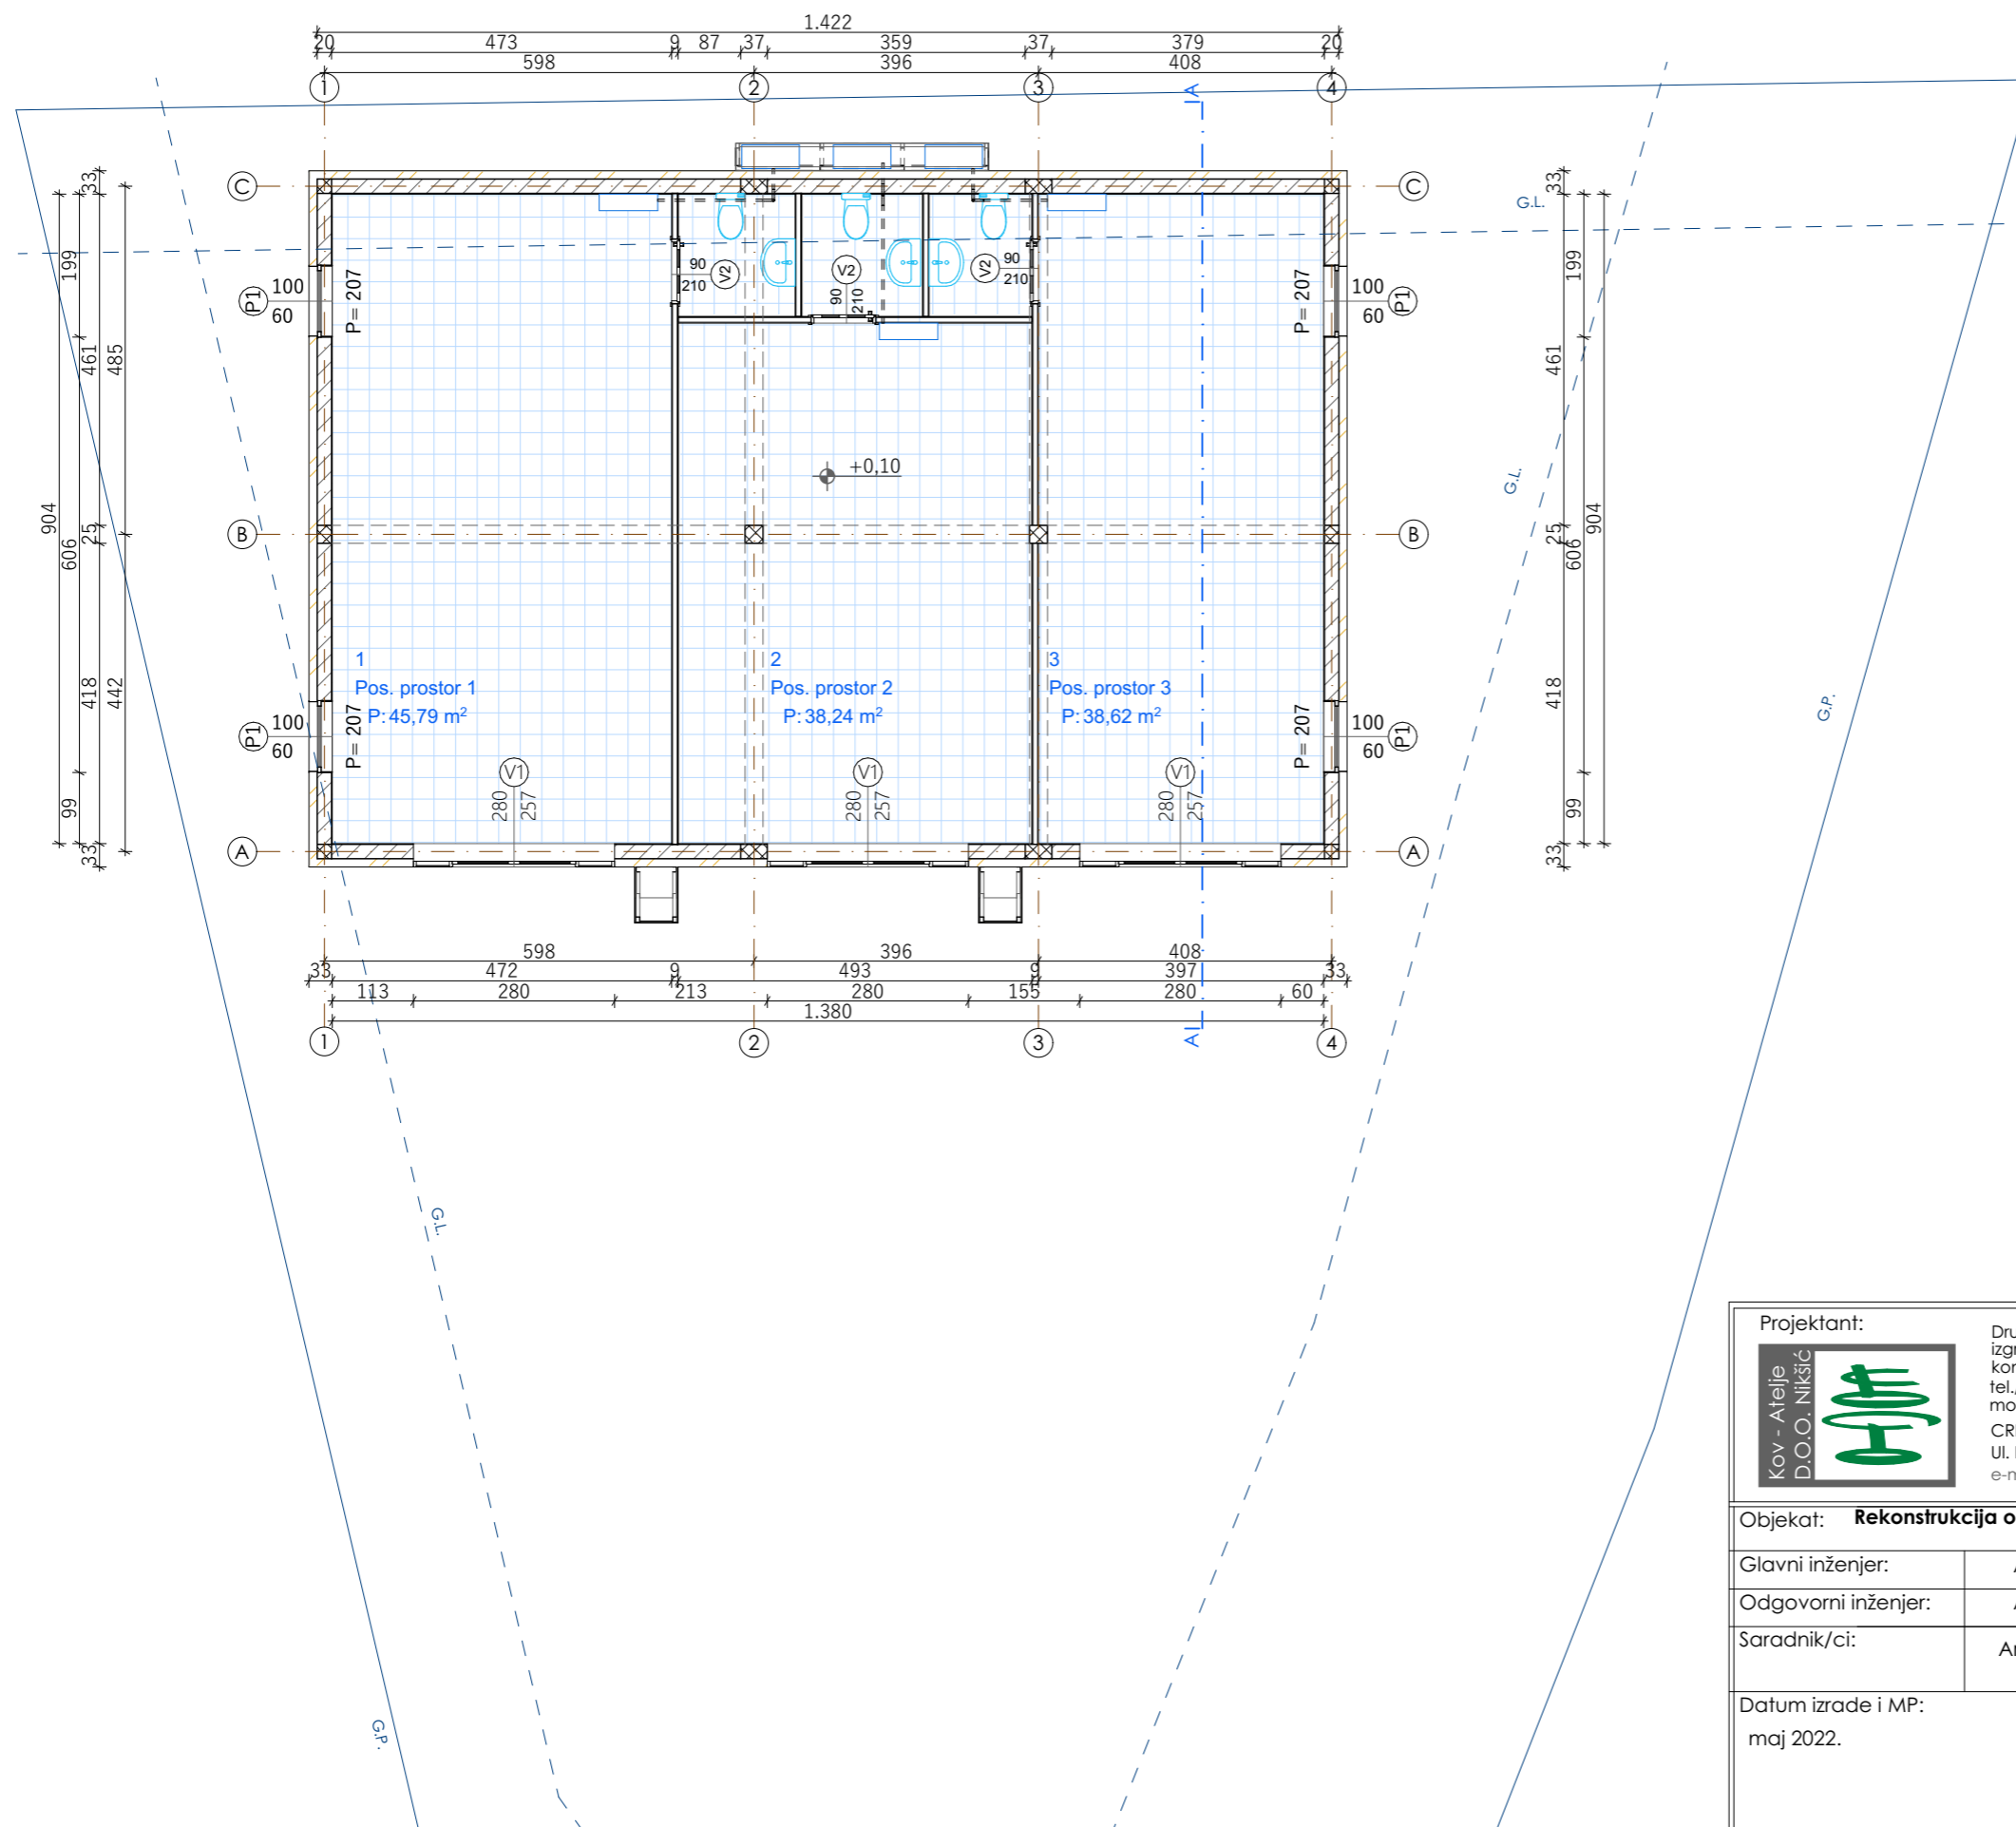 1.422
20 473 9 87 37 359 37 379 20
598 396 408
1 2 3 4
A
C C
G.L.
33 33
199 199
P1 100 60 P= 207
90 210 V2
V2 90 210
V2 90 210
P= 207 100 60 P1
461 485 461
G.L.
+0,10
904 904
B B
25 25
606 606
1
Pos. prostor 1
P: 45,79 m²
2
Pos. prostor 2
P: 38,24 m²
3
Pos. prostor 3
P: 38,62 m²
418 442 418
G.P.
P1 100 60 P= 207
P= 207 100 60 P1
V1 280 257
V1 280 257
V1 280 257
99 99
A A
33 33
598 396 408
33 472 9 493 9 397 33
113 280 213 280 155 280 60
1.380
1 2 3 4
A
G.L.
G.P.
Projektant:
Kov - Atelje
D.O.O. Nikšić
tel.
Ul.
Objekat: Rekonstrukcija
Glavni inženjer:
Odgovorni inženjer:
Saradnik/ci:
Datum izrade i MP:
maj 2022.